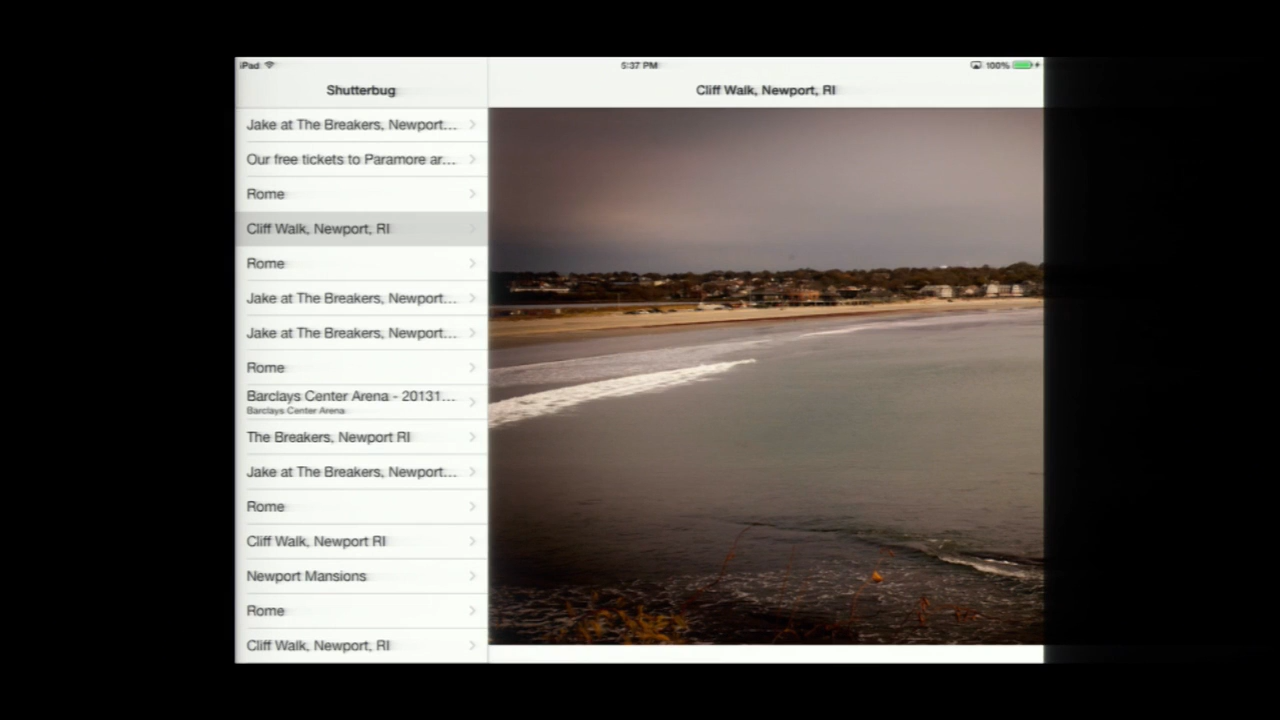 iPad
5:37 PM
100%
Shutterbug
Cliff Walk, Newport, RI
Jake at The Breakers, Newport...
Our free tickets to Paramore ar...
Rome
Cliff Walk, Newport, RI
Rome
Jake at The Breakers, Newport...
Jake at The Breakers, Newport...
Rome
Barclays Center Arena - 20131...
Barclays Center Arena
The Breakers, Newport RI
Jake at The Breakers, Newport...
Rome
Cliff Walk, Newport RI
Newport Mansions
Rome
Cliff Walk, Newport, RI